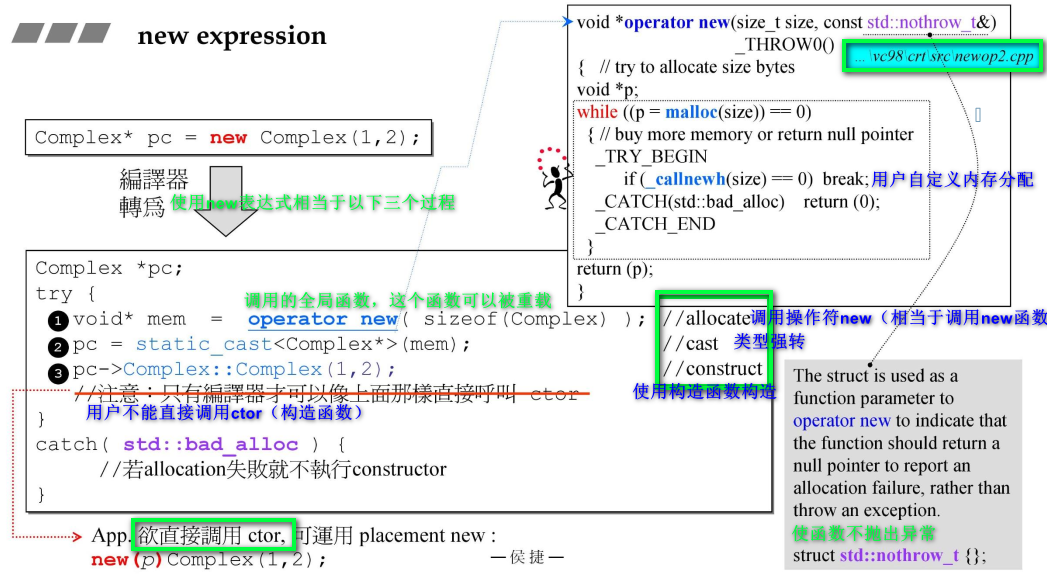 new expression
Complex* pc = new Complex(1,2);
編譯器
轉為 使用new表达式相当于以下三个过程
Complex *pc;
try {
调用的全局函数，这个函数可以被重载
❶ void* mem = operator new( sizeof(Complex) ); //allocate 调用操作符new（相当于调用new函数
❷ pc = static_cast<Complex*>(mem); //cast 类型强转
❸ pc->Complex::Complex(1,2); //construct
使用构造函数构造
//注意：只有編譯器才可以像上面那樣直接呼叫 ctor
用户不能直接调用ctor（构造函数）
}
catch( std::bad_alloc ) {
//若allocation失敗就不執行constructor
}
App. 欲直接調用 ctor, 可運用 placement new :
new(p)Complex(1,2);
—侯捷—
void *operator new(size_t size, const std::nothrow_t&)
_THROW0()
...\vc98\crt\src\newop2.cpp
{ // try to allocate size bytes
void *p;
while ((p = malloc(size)) == 0)
{ // buy more memory or return null pointer
_TRY_BEGIN
if (_callnewh(size) == 0) break; 用户自定义内存分配
_CATCH(std::bad_alloc) return (0);
_CATCH_END
}
return (p);
}
The struct is used as a
function parameter to
operator new to indicate that
the function should return a
null pointer to report an
allocation failure, rather than
throw an exception.
使函数不抛出异常
struct std::nothrow_t {};